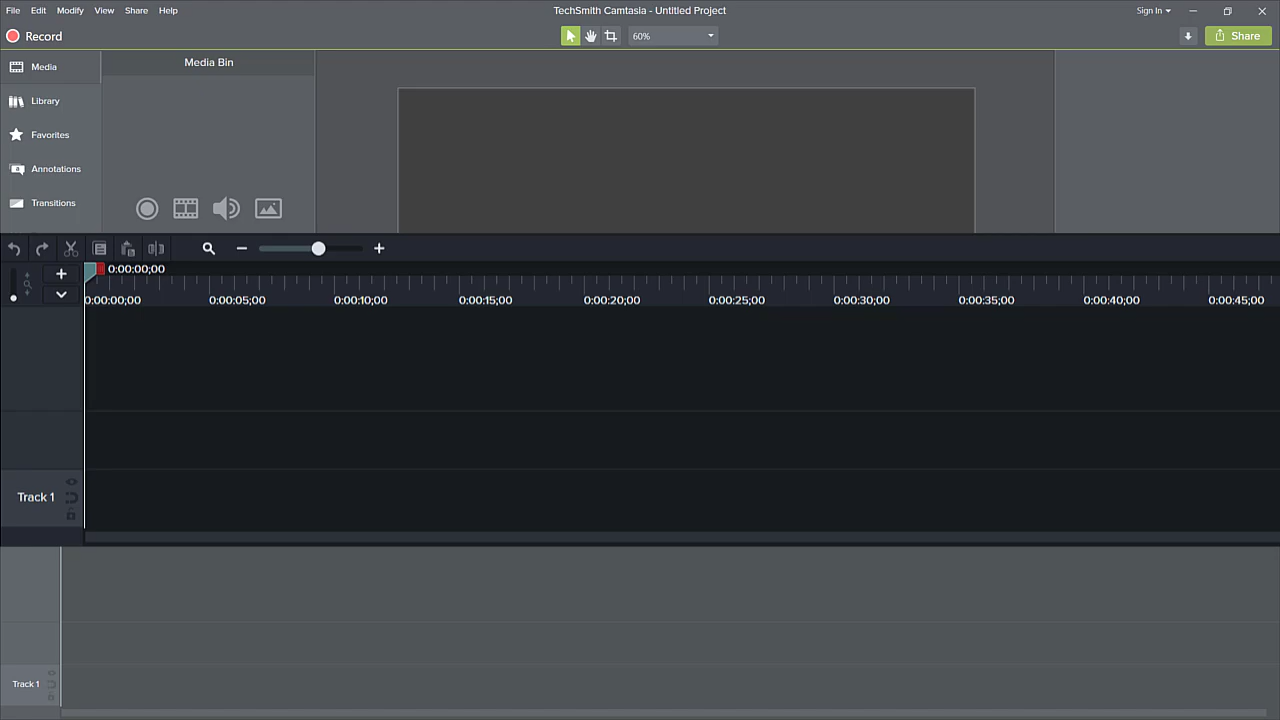 TechSmith Camtasia - Untitled Project
File Edit Modify View Share Help
Sign In
Record
60%
Share
Media
Media Bin
Library
Favorites
Annotations
Transitions
0:00:00;00
0:00:00;00 0:00:05;00 0:00:10;00 0:00:15;00 0:00:20;00 0:00:25;00 0:00:30;00 0:00:35;00 0:00:40;00 0:00:45;00
Track 1
Track 1